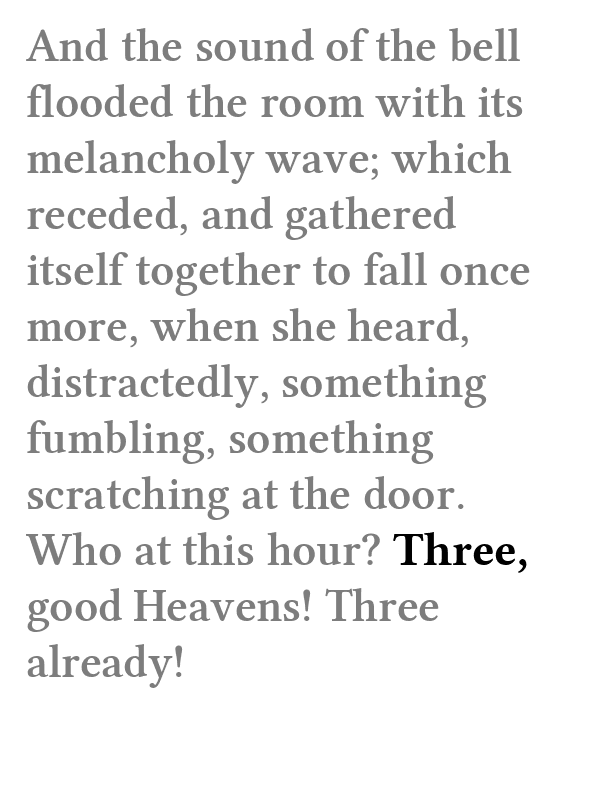 And the sound of the bell
flooded the room with its
melancholy wave; which
receded, and gathered
itself together to fall once
more, when she heard,
distractedly, something
fumbling, something
scratching at the door.
Who at this hour? Three,
good Heavens! Three
already!